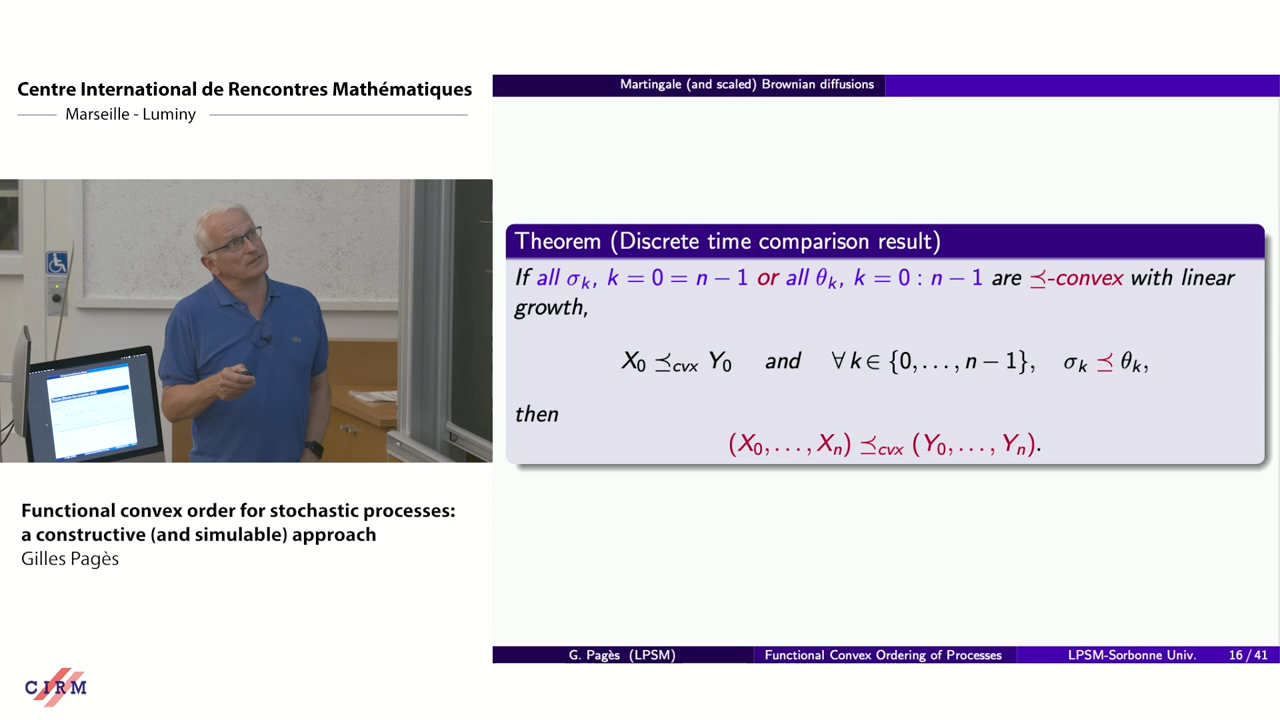 Centre International de Rencontres Mathématiques
Marseille - Luminy
Functional convex order for stochastic processes:
a constructive (and simulable) approach
Gilles Pagès
CIRM
Martingale (and scaled) Brownian diffusions
Theorem (Discrete time comparison result)
If all σₖ, k = 0 = n − 1 or all θₖ, k = 0 : n − 1 are ⪯-convex with linear
growth,
X₀ ⪯cvx Y₀ and ∀ k ∈ {0, . . . , n − 1}, σₖ ⪯ θₖ,
then
(X₀, . . . , Xₙ) ⪯cvx (Y₀, . . . , Yₙ).
G. Pagès (LPSM) Functional Convex Ordering of Processes LPSM-Sorbonne Univ. 16 / 41